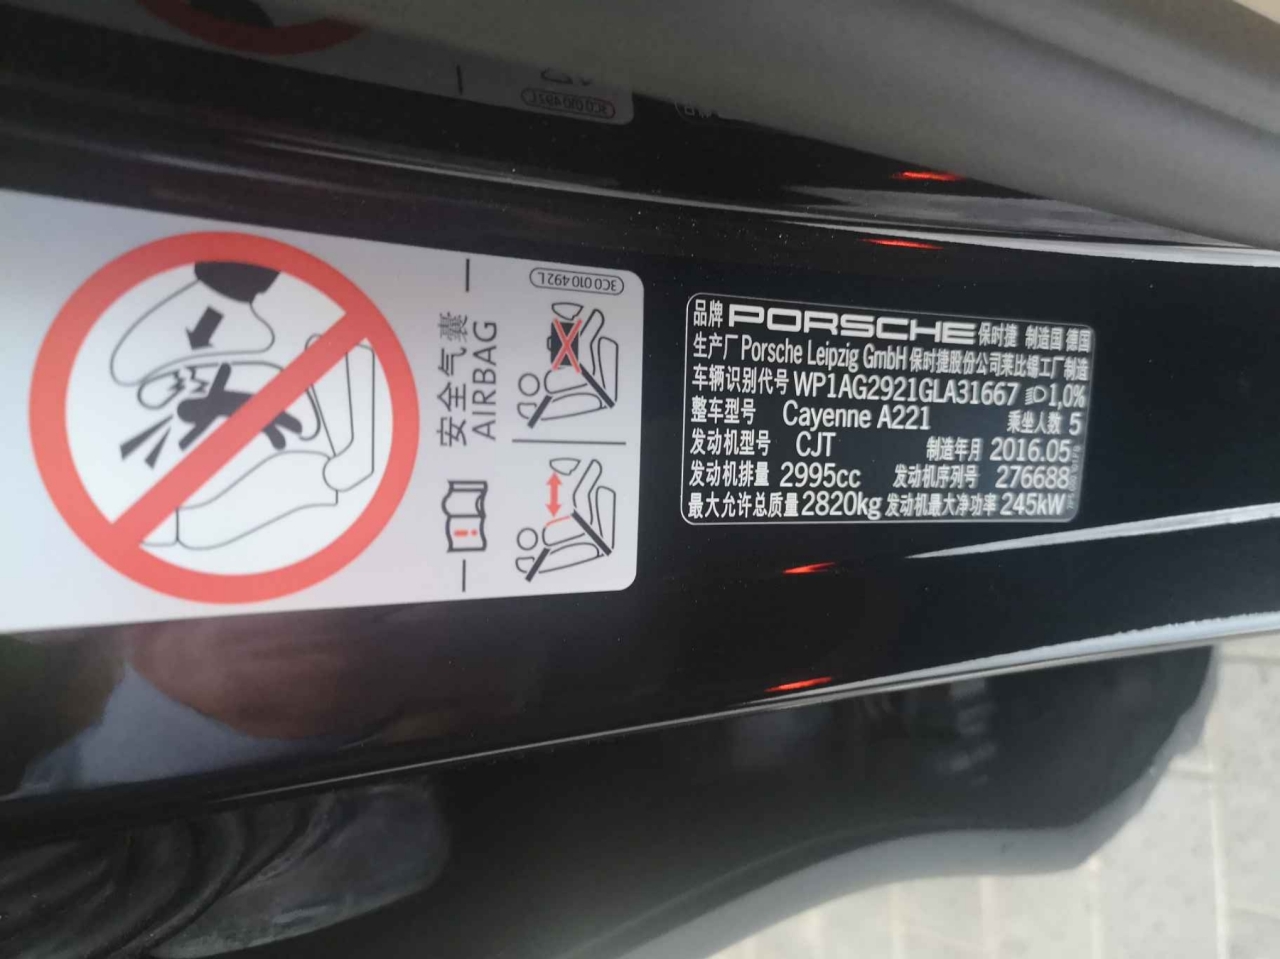 3C0 010 492 L
安全气囊
AIRBAG
3C0 010 492 L
品牌 PORSCHE 保时捷 制造国 德国
生产厂 Porsche Leipzig GmbH 保时捷股份公司莱比锡工厂制造
车辆识别代号 WP1AG2921GLA31667 1,0%
整车型号 Cayenne A221 乘坐人数 5
发动机型号 CJT 制造年月 2016.05
发动机排量 2995cc 发动机序列号 276688
最大允许总质量 2820kg 发动机最大净功率 245kW